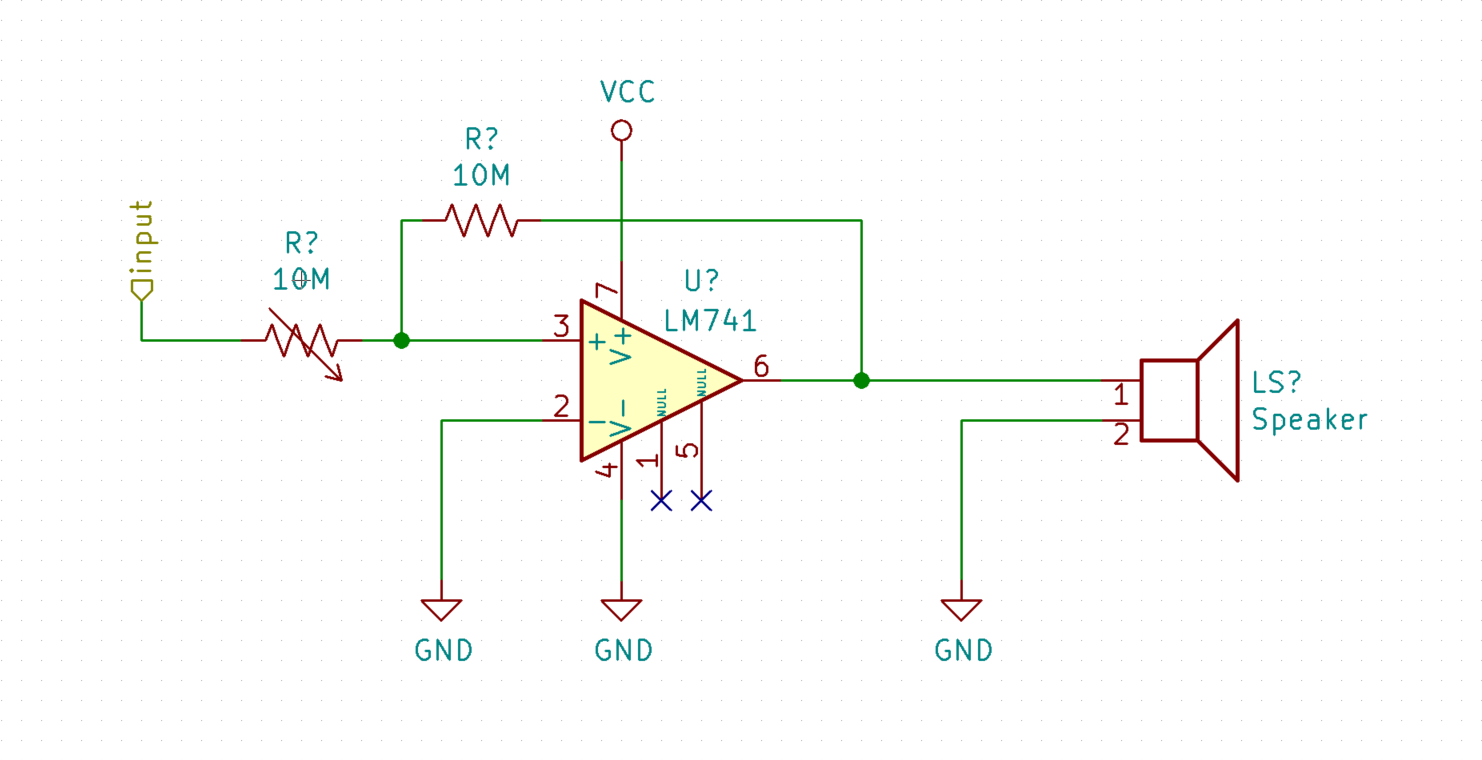 VCC
R?
10M
input
R?
10M
U?
LM741
7
3
+
V+
6
NULL
NULL
2
-
V-
4
1
5
1
2
LS?
Speaker
GND
GND
GND